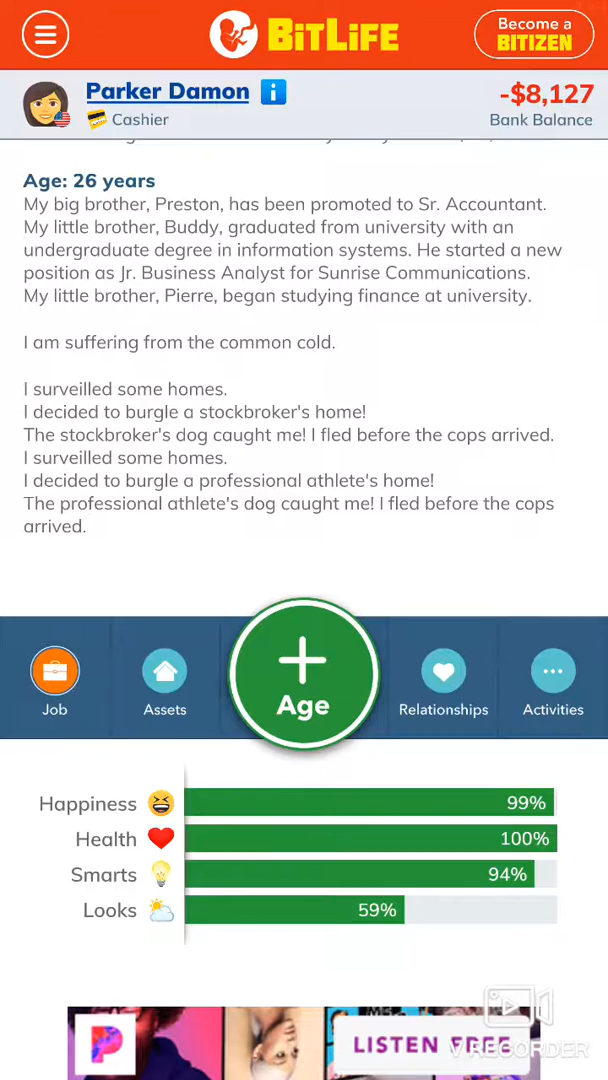 BITLIFE
Become a
BITIZEN
Parker Damon
i
-$8,127
Cashier
Bank Balance
Age: 26 years
My big brother, Preston, has been promoted to Sr. Accountant.
My little brother, Buddy, graduated from university with an
undergraduate degree in information systems. He started a new
position as Jr. Business Analyst for Sunrise Communications.
My little brother, Pierre, began studying finance at university.
I am suffering from the common cold.
I surveilled some homes.
I decided to burgle a stockbroker's home!
The stockbroker's dog caught me! I fled before the cops arrived.
I surveilled some homes.
I decided to burgle a professional athlete's home!
The professional athlete's dog caught me! I fled before the cops
arrived.
Job
Assets
Age
Relationships
Activities
Happiness
99%
Health
100%
Smarts
94%
Looks
59%
P
LISTEN FREE
V RECORDER